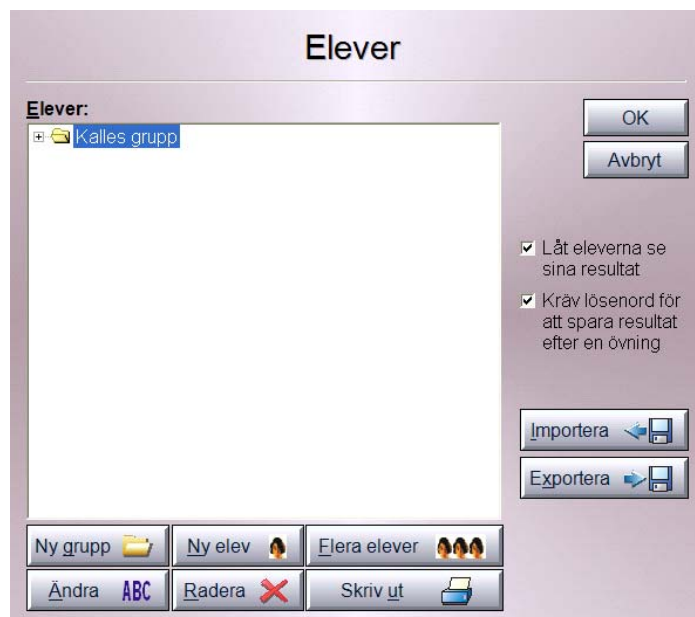 Elever
Elever:
Kalles grupp
OK
Avbryt
Låt eleverna se
sina resultat
Kräv lösenord för
att spara resultat
efter en övning
Importera
Exportera
Ny grupp
Ny elev
Flera elever
Ändra ABC
Radera
Skriv ut